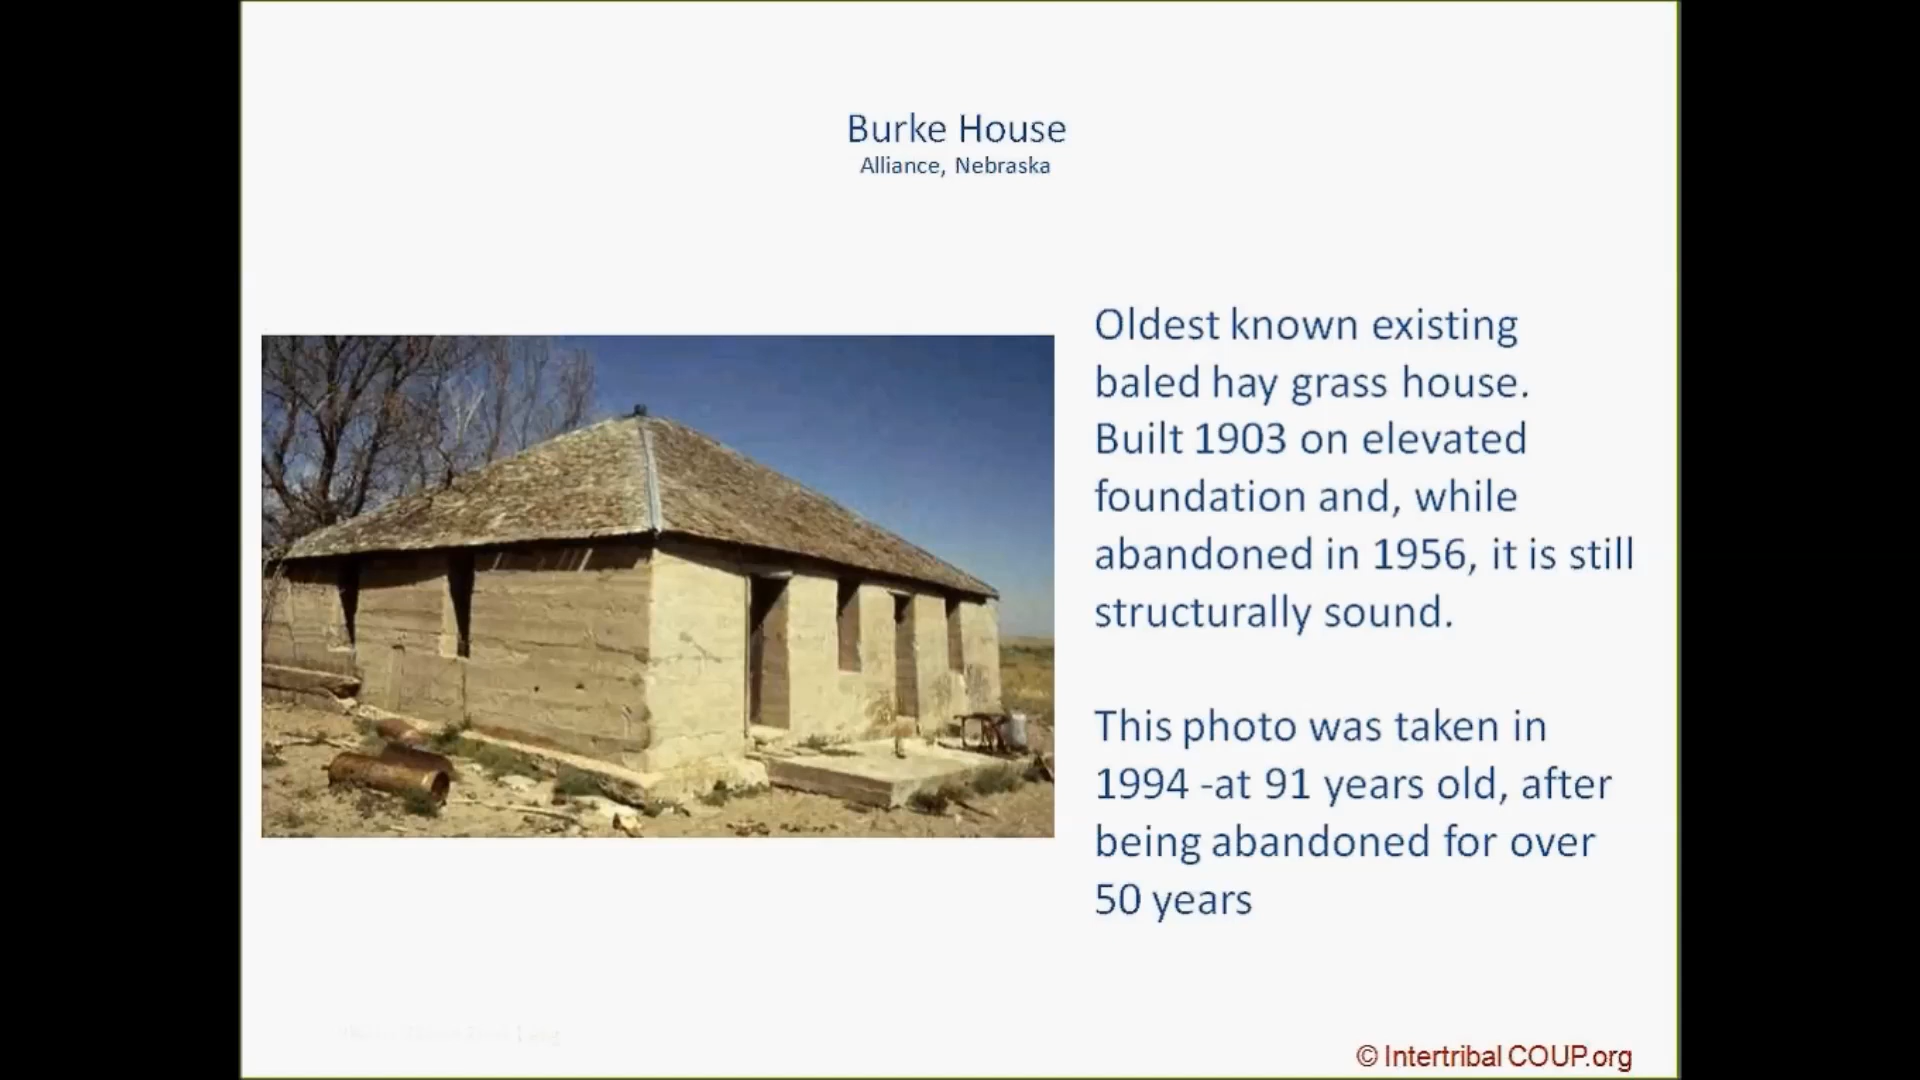 Burke House
Alliance, Nebraska
Oldest known existing
baled hay grass house.
Built 1903 on elevated
foundation and, while
abandoned in 1956, it is still
structurally sound.
This photo was taken in
1994 -at 91 years old, after
being abandoned for over
50 years
© Intertribal COUP.org